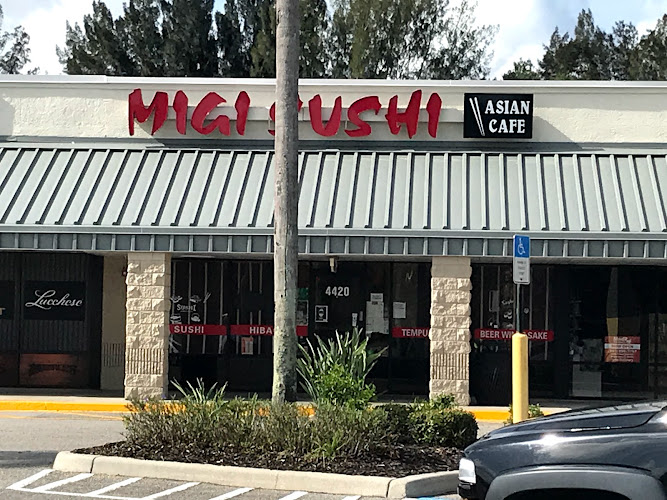 MIGI SUSHI
ASIAN
CAFE
4420
Lucchese
SUSHI
HIBA
TEMPU
BEER WINE SAKE